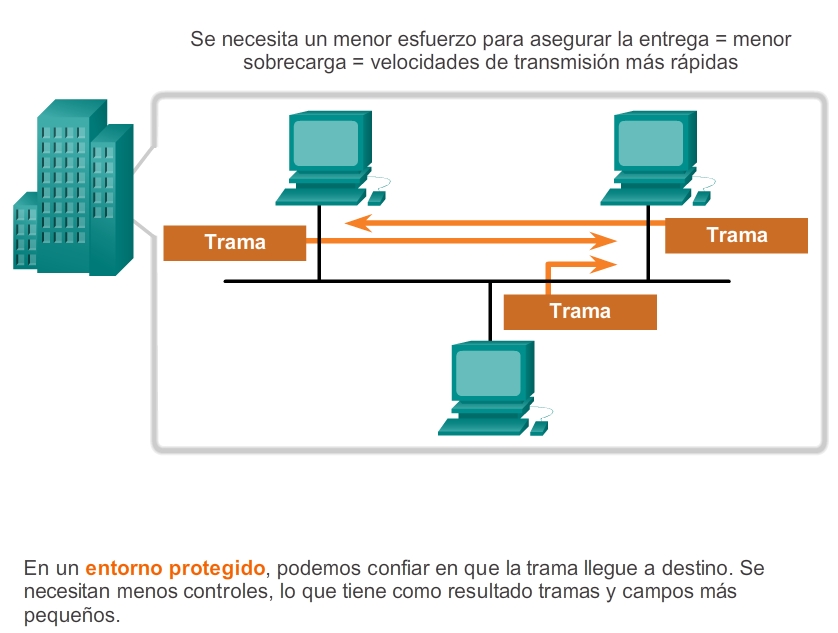 Se necesita un menor esfuerzo para asegurar la entrega = menor
sobrecarga = velocidades de transmisión más rápidas
Trama
Trama
Trama
En un entorno protegido, podemos confiar en que la trama llegue a destino. Se
necesitan menos controles, lo que tiene como resultado tramas y campos más
pequeños.